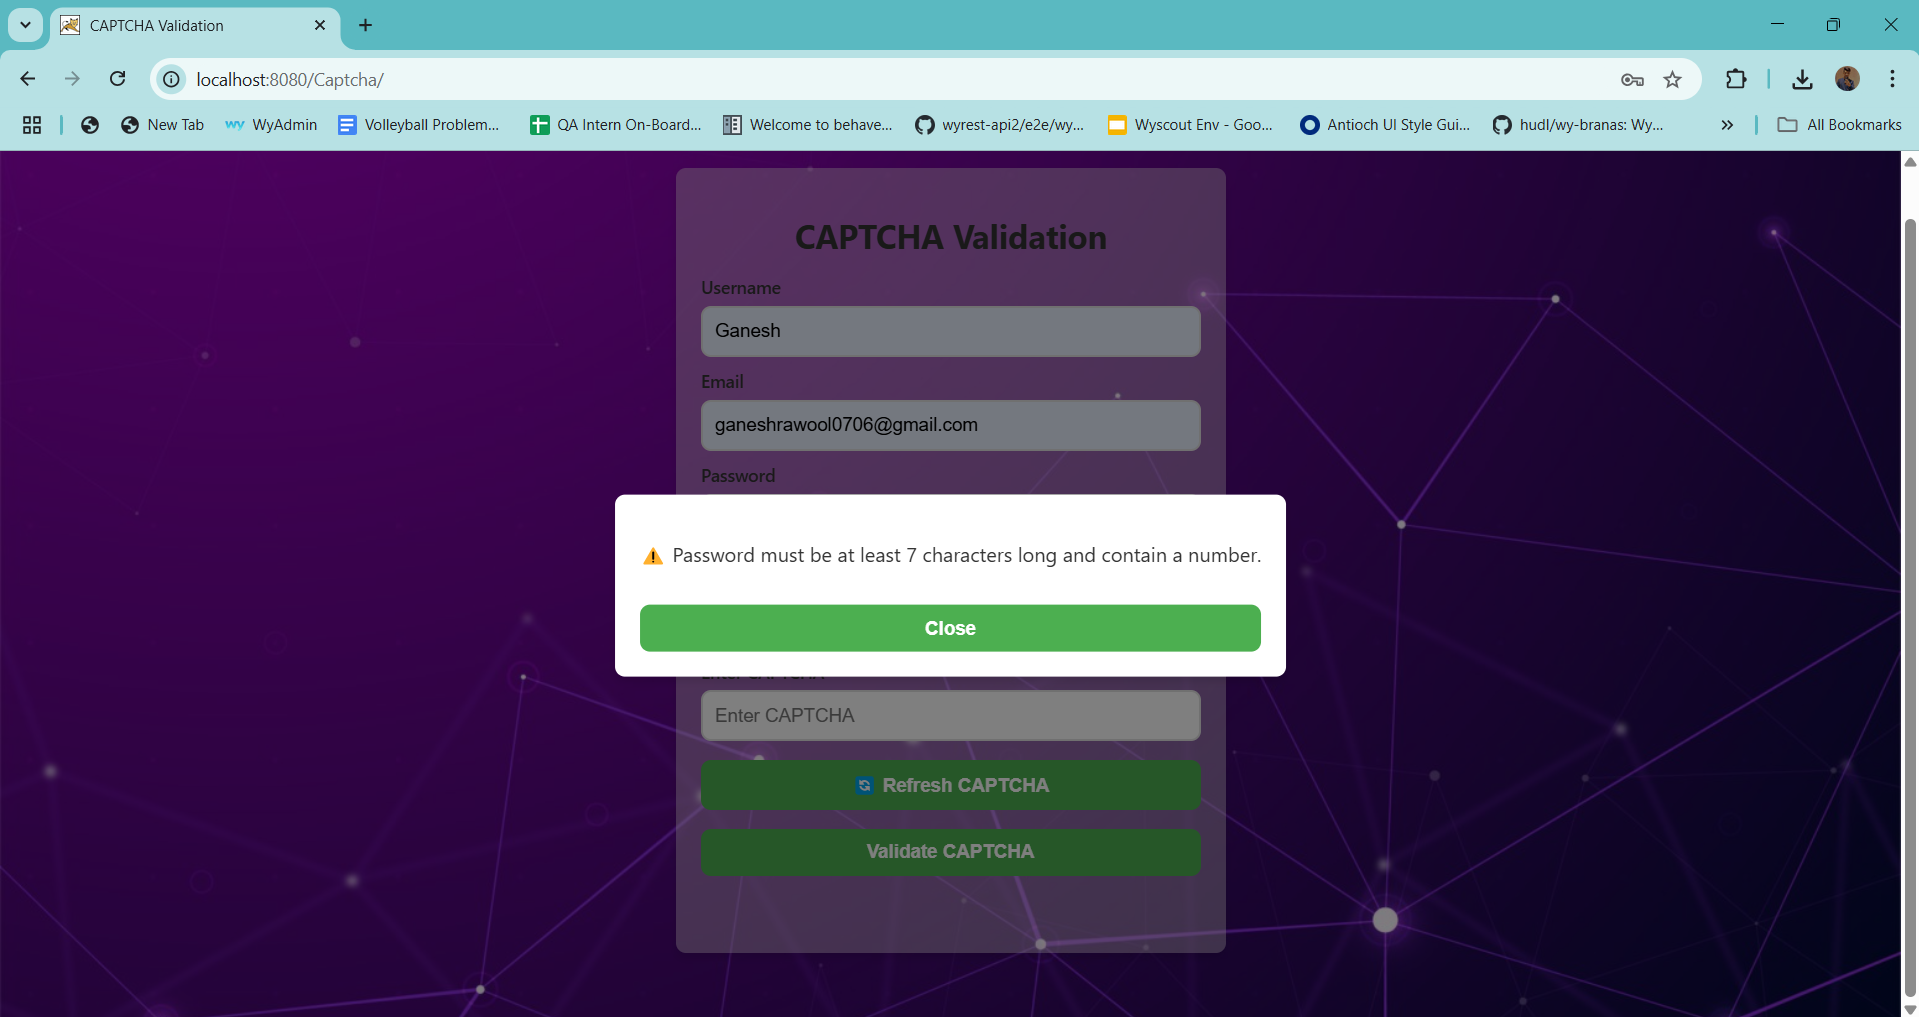 CAPTCHA Validation
localhost:8080/Captcha/
New Tab
WyAdmin
Volleyball Problem...
QA Intern On-Board...
Welcome to behave...
wyrest-api2/e2e/wy...
Wyscout Env - Goo...
Antioch UI Style Gui...
hudl/wy-branas: Wy...
All Bookmarks
CAPTCHA Validation
Username
Ganesh
Email
ganeshrawool0706@gmail.com
Password
⚠ Password must be at least 7 characters long and contain a number.
Close
Enter CAPTCHA
Enter CAPTCHA
Refresh CAPTCHA
Validate CAPTCHA